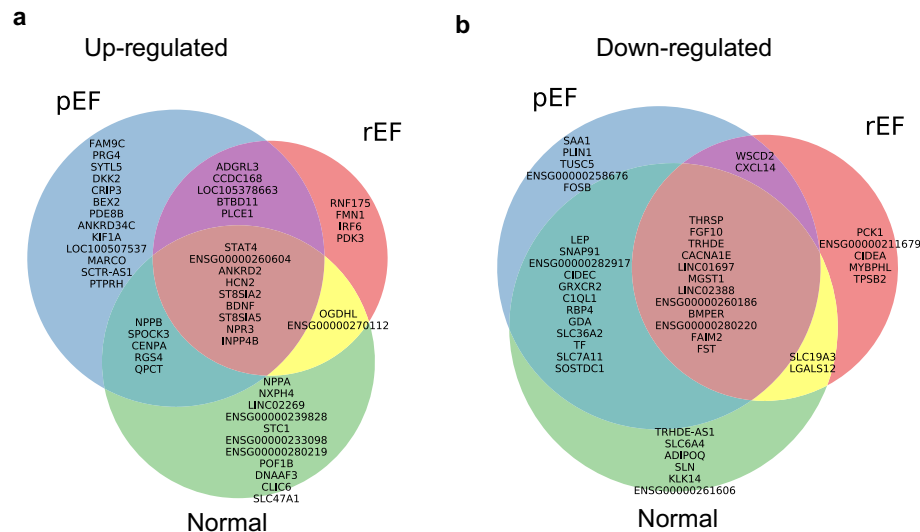 a
Up-regulated
pEF
rEF
FAM9C
PRG4
SYTL5
DKK2
CRIP3
BEX2
PDE8B
ANKRD34C
KIF1A
LOC100507537
MARCO
SCTR-AS1
PTPRH
ADGRL3
CCDC168
LOC105378663
BTBD11
PLCE1
RNF175
FMN1
IRF6
PDK3
STAT4
ENSG00000260604
ANKRD2
HCN2
ST8SIA2
BDNF
ST8SIA5
NPR3
INPP4B
OGDHL
ENSG00000270112
NPPB
SPOCK3
CENPA
RGS4
QPCT
NPPA
NXPH4
LINC02269
ENSG00000239828
STC1
ENSG00000233098
ENSG00000280219
POF1B
DNAAF3
CLIC6
SLC47A1
Normal
b
Down-regulated
pEF
rEF
SAA1
PLIN1
TUSC5
ENSG00000258676
FOSB
WSCD2
CXCL14
PCK1
ENSG00000211679
CIDEA
MYBPHL
TPSB2
LEP
SNAP91
ENSG00000282917
CIDEC
GRXCR2
C1QL1
RBP4
GDA
SLC36A2
TF
SLC7A11
SOSTDC1
THRSP
FGF10
TRHDE
CACNA1E
LINC01697
MGST1
LINC02388
ENSG00000260186
BMPER
ENSG00000280220
FAIM2
FST
SLC19A3
LGALS12
TRHDE-AS1
SLC6A4
ADIPOQ
SLN
KLK14
ENSG00000261606
Normal